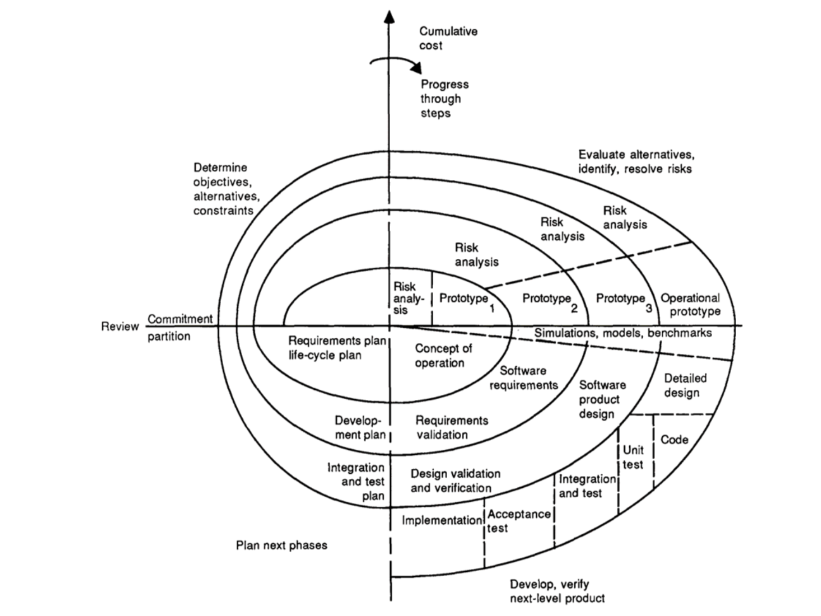 Cumulative
cost
Progress
through
steps
Evaluate alternatives,
identify, resolve risks
Determine
objectives,
alternatives,
constraints
Risk
analysis
Risk
analysis
Risk
analysis
Risk
analy-
sis
Prototype
1
Prototype
2
Prototype
3
Operational
prototype
Review
Commitment
partition
Simulations, models, benchmarks
Requirements plan
life-cycle plan
Concept of
operation
Software
requirements
Software
product
design
Detailed
design
Develop-
ment plan
Requirements
validation
Code
Unit
test
Integration
and test
plan
Design validation
and verification
Integration
and test
Acceptance
test
Implementation
Plan next phases
Develop, verify
next-level product